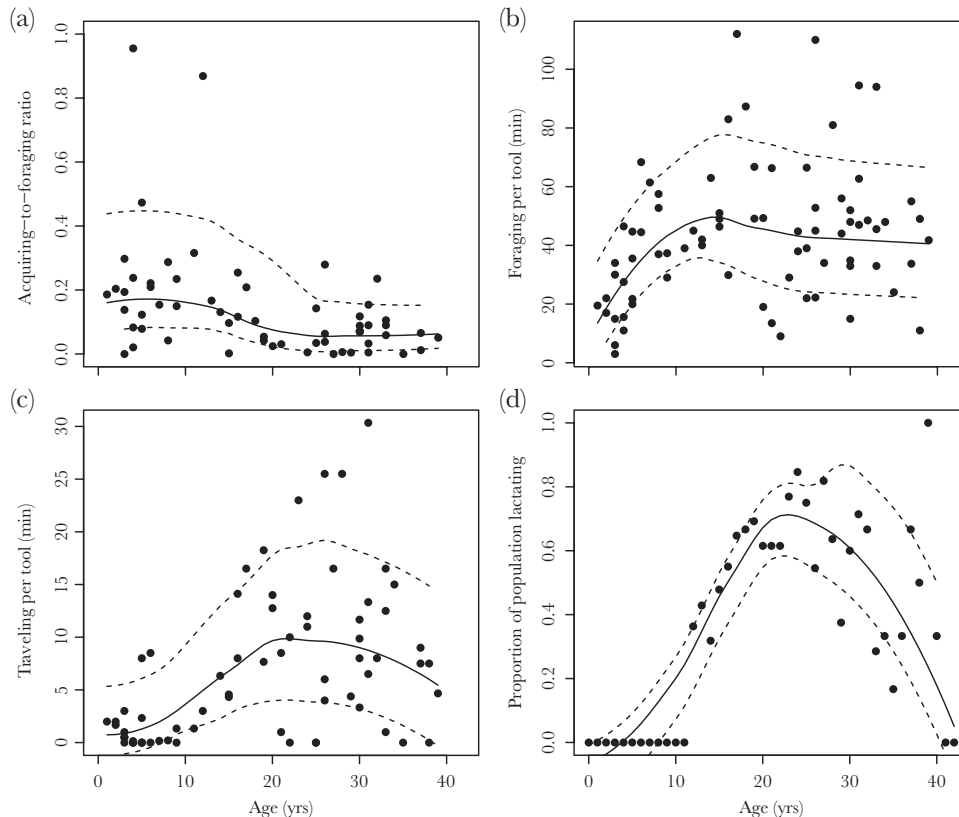 (a)
Acquiring−to−foraging ratio
1.0
0.8
0.6
0.4
0.2
0.0
(b)
Foraging per tool (min)
100
80
60
40
20
0
(c)
Traveling per tool (min)
30
25
20
15
10
5
0
0 10 20 30 40
Age (yrs)
(d)
Proportion of population lactating
1.0
0.8
0.6
0.4
0.2
0.0
0 10 20 30 40
Age (yrs)